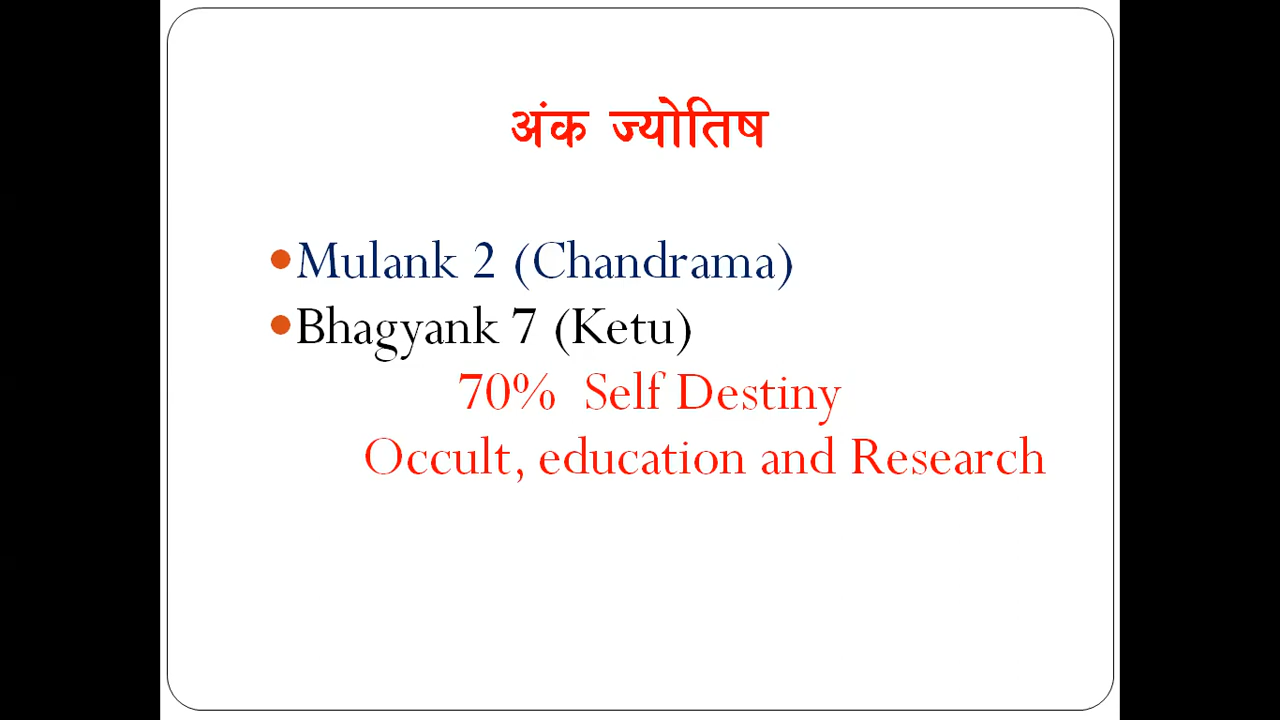 अंक ज्योतिष
•Mulank 2 (Chandrama)
•Bhagyank 7 (Ketu)
70% Self Destiny
Occult, education and Research